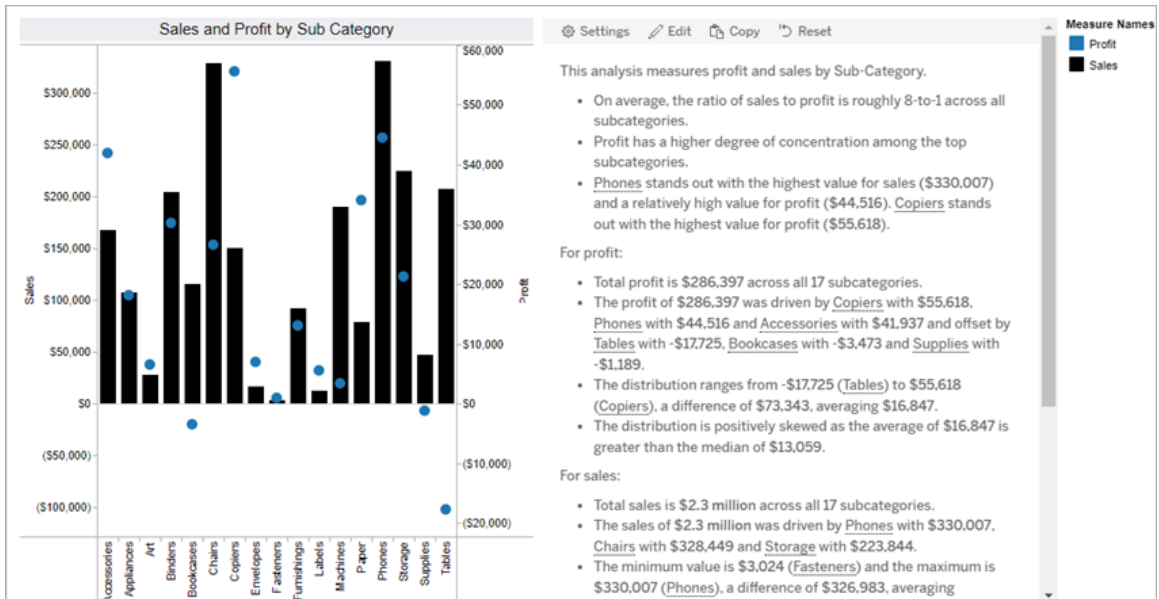 Sales and Profit by Sub Category
$60,000
$300,000
$50,000
$250,000
$40,000
$200,000
$30,000
$150,000
$20,000
$100,000
$10,000
$50,000
$0
$0
($50,000)
($10,000)
($100,000)
($20,000)
Sales
Profit
Accessories
Appliances
Art
Binders
Bookcases
Chairs
Copiers
Envelopes
Fasteners
Furnishings
Labels
Machines
Paper
Phones
Storage
Supplies
Tables
Settings Edit Copy Reset
This analysis measures profit and sales by Sub-Category.
• On average, the ratio of sales to profit is roughly 8-to-1 across all
subcategories.
• Profit has a higher degree of concentration among the top
subcategories.
• Phones stands out with the highest value for sales ($330,007)
and a relatively high value for profit ($44,516). Copiers stands
out with the highest value for profit ($55,618).
For profit:
• Total profit is $286,397 across all 17 subcategories.
• The profit of $286,397 was driven by Copiers with $55,618,
Phones with $44,516 and Accessories with $41,937 and offset by
Tables with -$17,725, Bookcases with -$3,473 and Supplies with
-$1,189.
• The distribution ranges from -$17,725 (Tables) to $55,618
(Copiers), a difference of $73,343, averaging $16,847.
• The distribution is positively skewed as the average of $16,847 is
greater than the median of $13,059.
For sales:
• Total sales is $2.3 million across all 17 subcategories.
• The sales of $2.3 million was driven by Phones with $330,007,
Chairs with $328,449 and Storage with $223,844.
• The minimum value is $3,024 (Fasteners) and the maximum is
$330,007 (Phones), a difference of $326,983, averaging
Measure Names
Profit
Sales